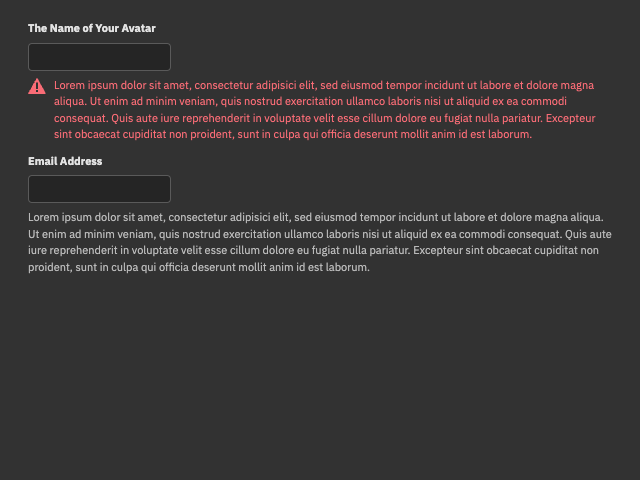 The Name of Your Avatar
Lorem ipsum dolor sit amet, consectetur adipisici elit, sed eiusmod tempor incidunt ut labore et dolore magna
aliqua. Ut enim ad minim veniam, quis nostrud exercitation ullamco laboris nisi ut aliquid ex ea commodi
consequat. Quis aute iure reprehenderit in voluptate velit esse cillum dolore eu fugiat nulla pariatur. Excepteur
sint obcaecat cupiditat non proident, sunt in culpa qui officia deserunt mollit anim id est laborum.
Email Address
Lorem ipsum dolor sit amet, consectetur adipisici elit, sed eiusmod tempor incidunt ut labore et dolore magna aliqua.
Ut enim ad minim veniam, quis nostrud exercitation ullamco laboris nisi ut aliquid ex ea commodi consequat. Quis aute
iure reprehenderit in voluptate velit esse cillum dolore eu fugiat nulla pariatur. Excepteur sint obcaecat cupiditat non
proident, sunt in culpa qui officia deserunt mollit anim id est laborum.